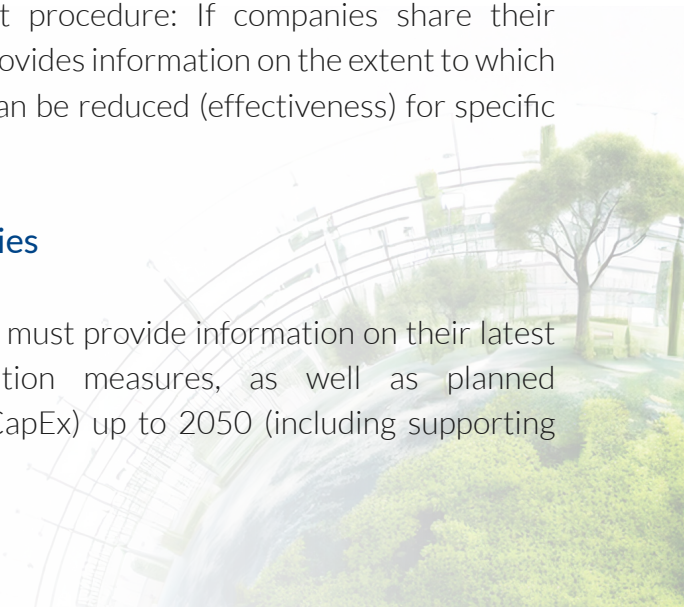 t procedure: If companies share their
ovides information on the extent to which
an be reduced (effectiveness) for specific
ies
must provide information on their latest
tion measures, as well as planned
CapEx) up to 2050 (including supporting